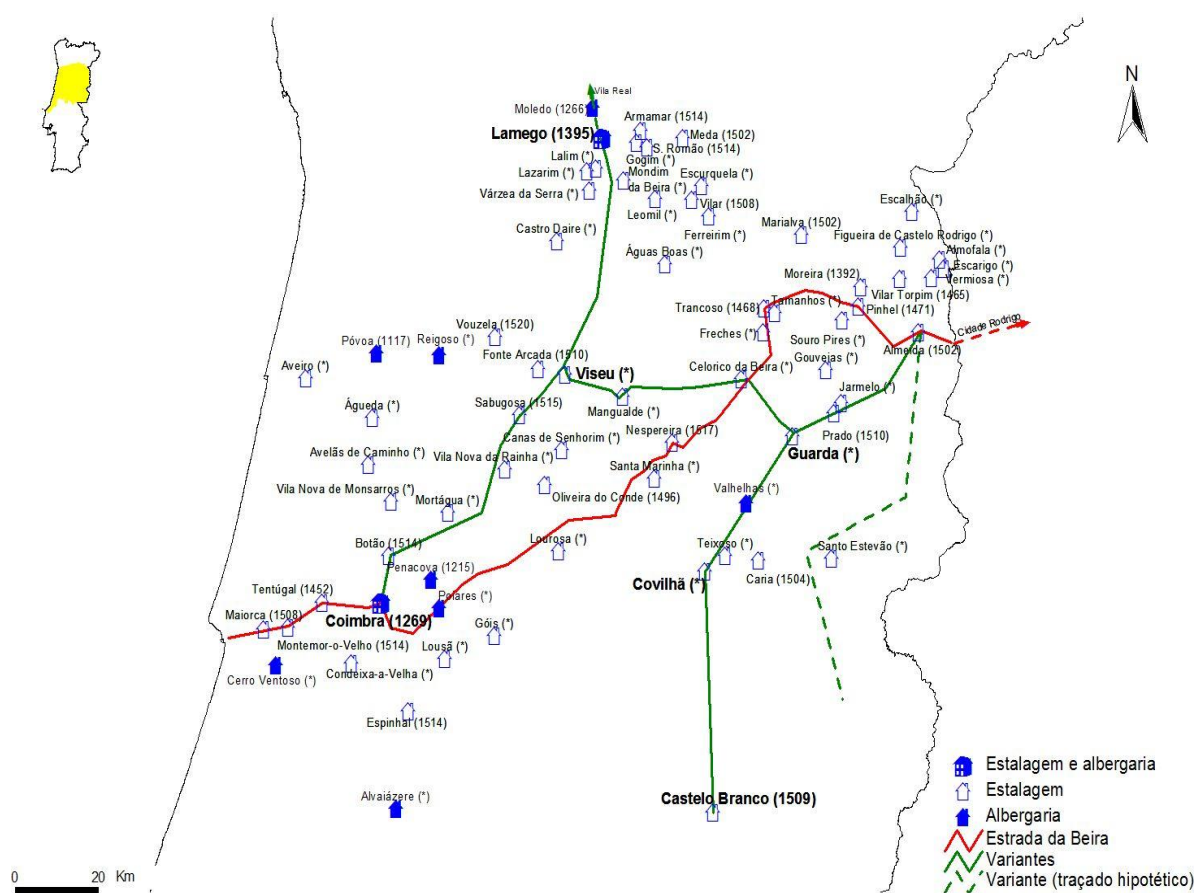 N
Vila Real
Moledo (1266)
Armamar (1514)
Lamego (1395)
Meda (1502)
S. Romão (1514)
Gogim (*)
Lalim (*)
Lazarim (*)
Mondim
da Beira (*)
Escurquela (*)
Várzea da Serra (*)
Leomil (*)
Vilar (1508)
Ferreirim (*)
Escalhão (*)
Marialva (1502)
Castro Daire (*)
Figueira de Castelo Rodrigo (*)
Almofala (*)
Águas Boas (*)
Escarigo (*)
Vermiosa (*)
Moreira (1392)
Vilar Torpim (1465)
Tamanhos (*)
Trancoso (1468)
Pinhel (1471)
Cidade Rodrigo
Vouzela (1520)
Freches (*)
Souro Pires (*)
Almeida (1502)
Póvoa (1117)
Reigoso (*)
Fonte Arcada (1510)
Gouveias (*)
Aveiro (*)
Viseu (*)
Celorico da Beira (*)
Jarmelo (*)
Águeda (*)
Sabugosa (1515)
Mangualde (*)
Prado (1510)
Nespereira (1517)
Canas de Senhorim (*)
Guarda (*)
Avelãs de Caminho (*)
Vila Nova da Rainha (*)
Santa Marinha (*)
Vila Nova de Monsarros (*)
Oliveira do Conde (1496)
Valhelhas (*)
Mortágua (*)
Botão (1514)
Lourosa (*)
Teixoso (*)
Santo Estevão (*)
Penacova (1215)
Covilhã (*)
Caria (1504)
Tentúgal (1452)
Poiares (*)
Maiorca (1508)
Coimbra (1269)
Góis (*)
Montemor-o-Velho (1514)
Lousã (*)
Cerro Ventoso (*)
Condeixa-a-Velha (*)
Espinhal (1514)
Alvaiázere (*)
Castelo Branco (1509)
Estalagem e albergaria
Estalagem
Albergaria
Estrada da Beira
Variantes
Variante (traçado hipotético)
0 20 Km